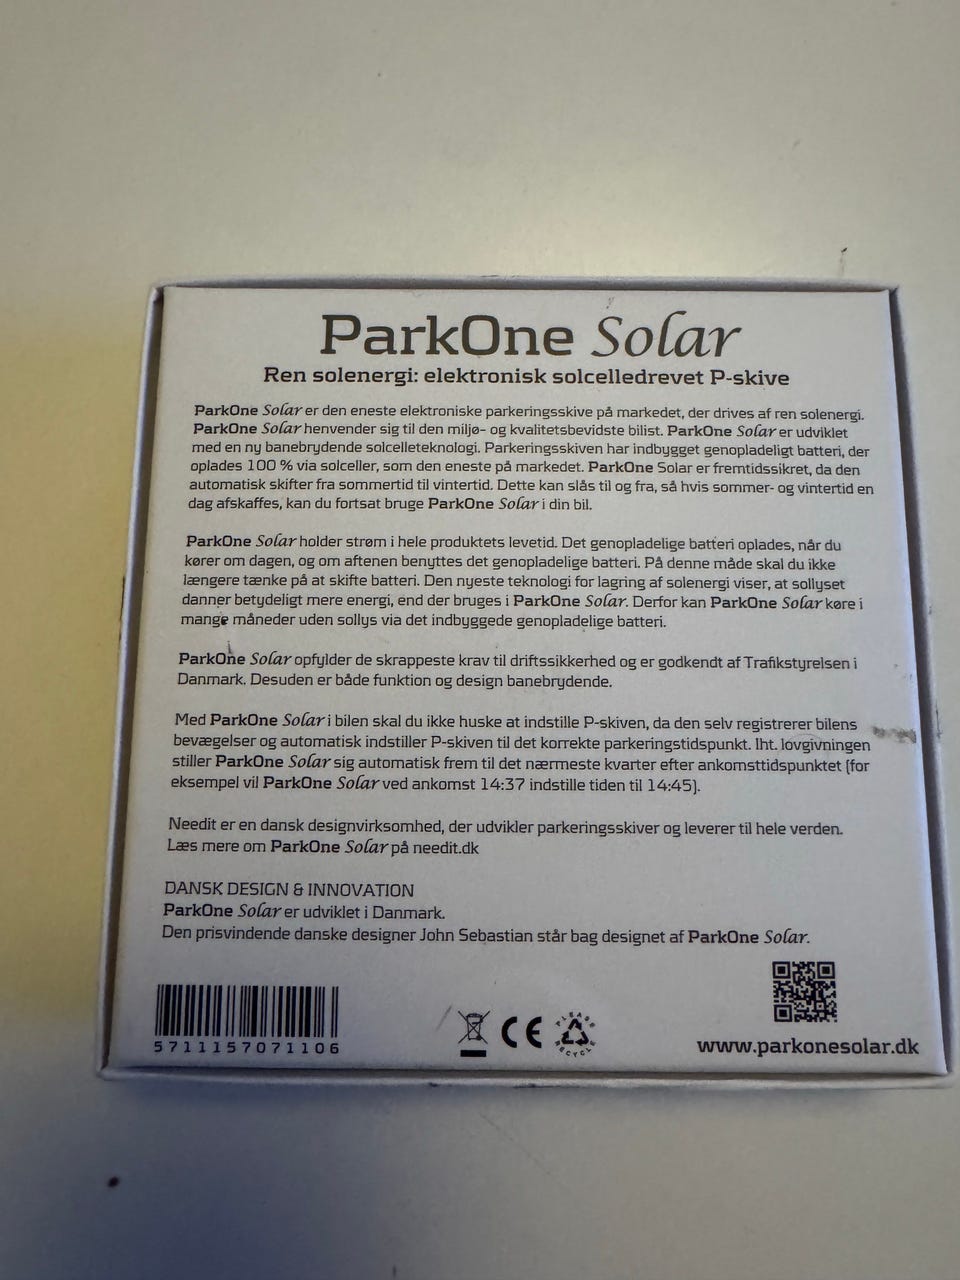 ParkOne Solar
Ren solenergi: elektronisk solcelledrevet P-skive
ParkOne Solar er den eneste elektroniske parkeringsskive på markedet, der drives af ren solenergi.
ParkOne Solar henvender sig til den miljø- og kvalitetsbevidste bilist. ParkOne Solar er udviklet
med en ny banebrydende solcelleteknologi. Parkeringsskiven har indbygget genopladeligt batteri, der
oplades 100 % via solceller, som den eneste på markedet. ParkOne Solar er fremtidssikret, da den
automatisk skifter fra sommertid til vintertid. Dette kan slås til og fra, så hvis sommer- og vintertid en
dag afskaffes, kan du fortsat bruge ParkOne Solar i din bil.
ParkOne Solar holder strøm i hele produktets levetid. Det genopladelige batteri oplades, når du
kører om dagen, og om aftenen benyttes det genopladelige batteri. På denne måde skal du ikke
længere tænke på at skifte batteri. Den nyeste teknologi for lagring af solenergi viser, at sollyset
danner betydeligt mere energi, end der bruges i ParkOne Solar. Derfor kan ParkOne Solar køre i
mange måneder uden sollys via det indbyggede genopladelige batteri.
ParkOne Solar opfylder de skrappeste krav til driftssikkerhed og er godkendt af Trafikstyrelsen i
Danmark. Desuden er både funktion og design banebrydende.
Med ParkOne Solar i bilen skal du ikke huske at indstille P-skiven, da den selv registrerer bilens
bevægelser og automatisk indstiller P-skiven til det korrekte parkeringstidspunkt. Iht. lovgivningen
stiller ParkOne Solar sig automatisk frem til det nærmeste kvarter efter ankomsttidspunktet (for
eksempel vil ParkOne Solar ved ankomst 14:37 indstille tiden til 14:45).
Needit er en dansk designvirksomhed, der udvikler parkeringsskiver og leverer til hele verden.
Læs mere om ParkOne Solar på needit.dk
DANSK DESIGN & INNOVATION
ParkOne Solar er udviklet i Danmark.
Den prisvindende danske designer John Sebastian står bag designet af ParkOne Solar.
5711157071106
CE
PLEASE RECYCLE
www.parkonesolar.dk